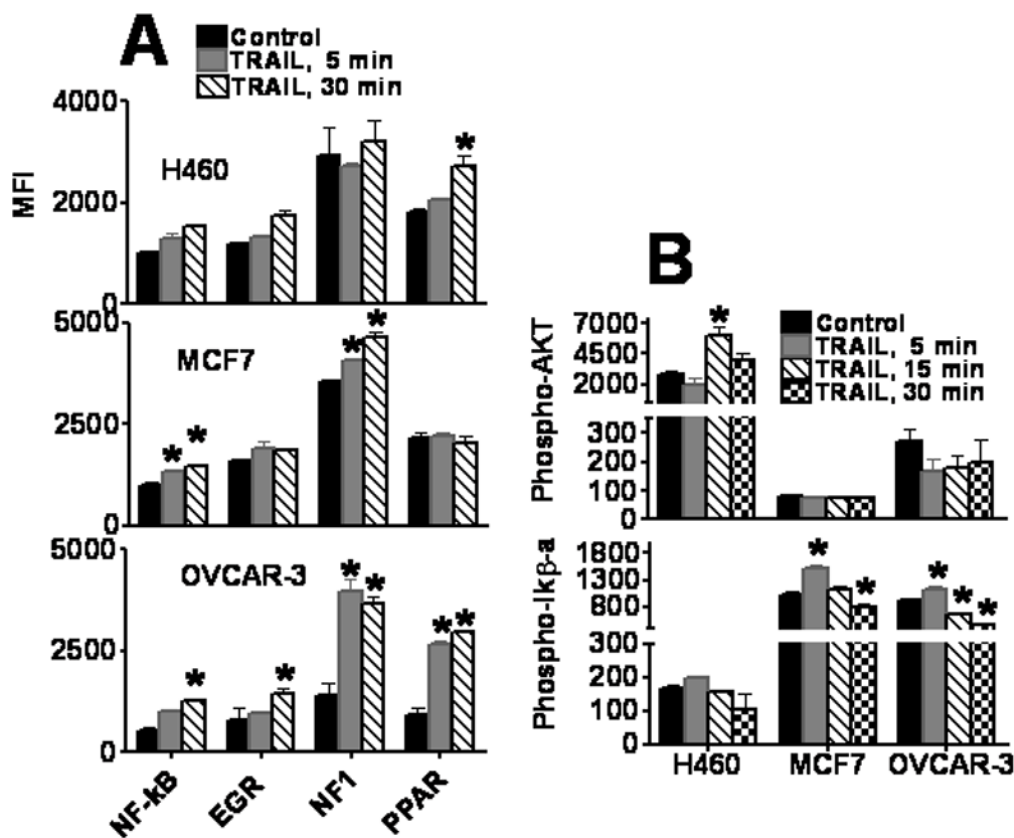 A
Control
TRAIL, 5 min
TRAIL, 30 min
MFI
4000
2000
0
H460
*
5000
2500
0
MCF7
* * * *
5000
2500
0
OVCAR-3
* * * * * *
NF-kB EGR NF1 PPAR
B
Control
TRAIL, 5 min
TRAIL, 15 min
TRAIL, 30 min
Phospho-AKT
7000
4500
2000
300
200
100
0
*
Phospho-Ikβ-a
1800
1300
800
300
200
100
0
* * * * *
H460 MCF7 OVCAR-3